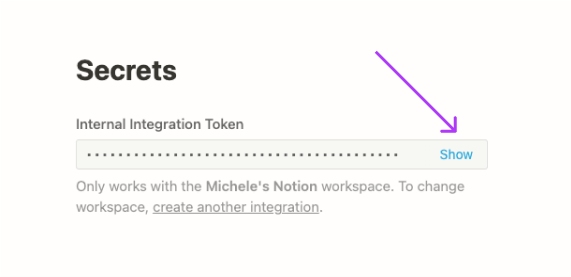 Secrets
Internal Integration Token
•••••••••••••••••••••••••••••••••••••••••• Show
Only works with the Michele's Notion workspace. To change
workspace, create another integration.